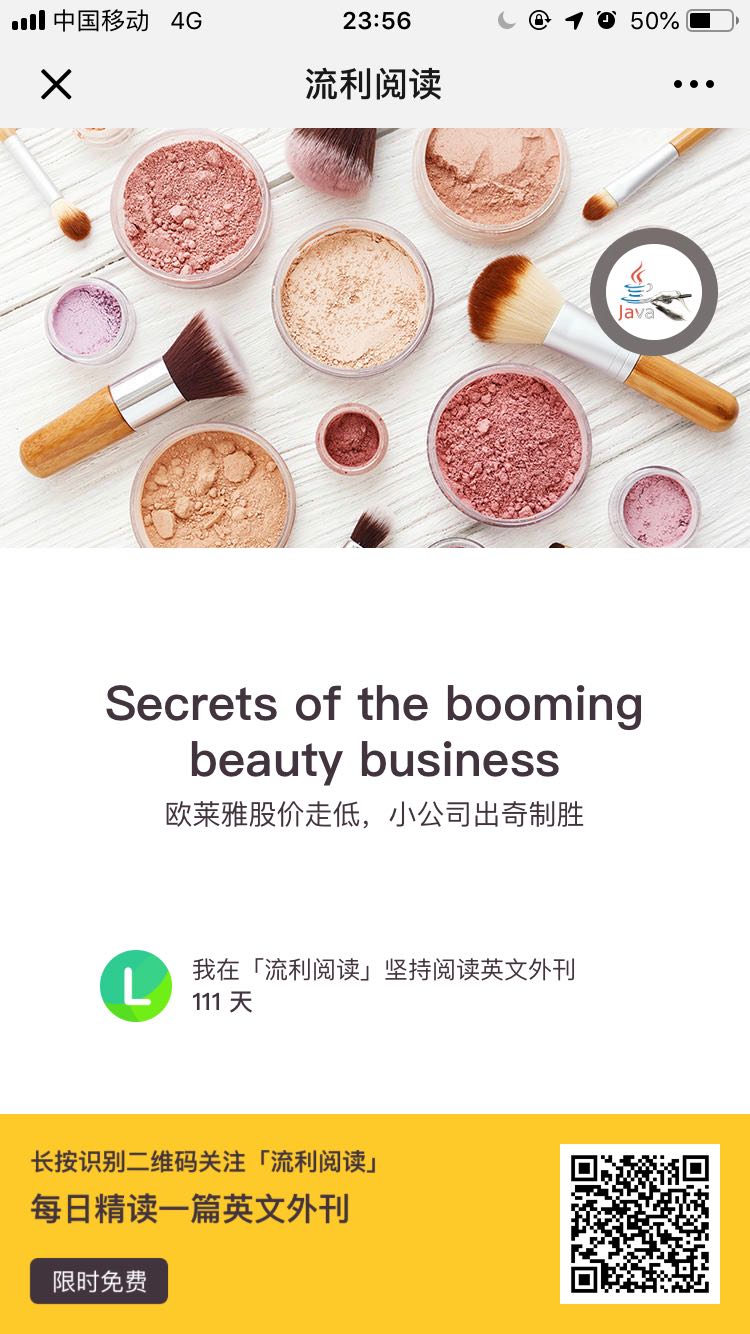 中国移动 4G 23:56 50%
流利阅读
Java
Secrets of the booming
beauty business
欧莱雅股价走低，小公司出奇制胜
L
我在「流利阅读」坚持阅读英文外刊
111 天
长按识别二维码关注「流利阅读」
每日精读一篇英文外刊
限时免费